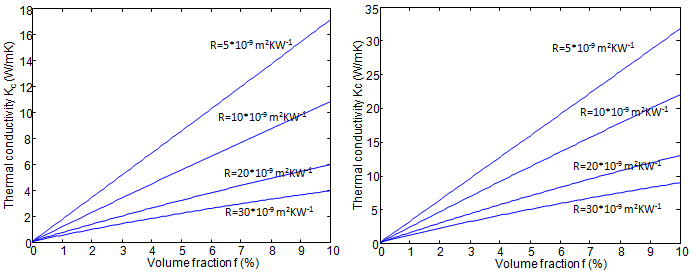 18
16
14
12
10
8
6
4
2
0
Thermal conductivity Kc (W/mK)
R=5*10-9 m2KW-1
R=10*10-9 m2KW-1
R=20*10-9 m2KW-1
R=30*10-9 m2KW-1
0 1 2 3 4 5 6 7 8 9 10
Volume fraction f (%)
35
30
25
20
15
10
5
0
Thermal conductivity Kc (W/mK)
R=5*10-9 m2KW-1
R=10*10-9 m2KW-1
R=20*10-9 m2KW-1
R=30*10-9 m2KW-1
0 1 2 3 4 5 6 7 8 9 10
Volume fraction f (%)